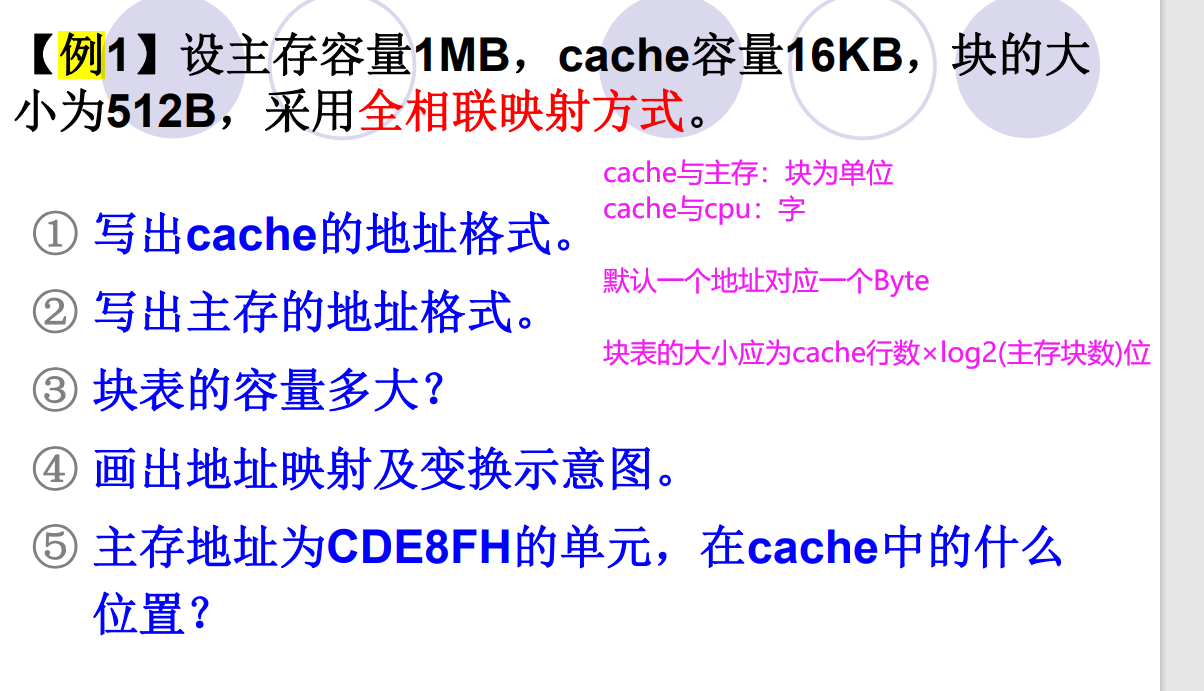 【例1】设主存容量1MB，cache容量16KB，块的大
小为512B，采用全相联映射方式。
cache与主存：块为单位
cache与cpu：字
① 写出cache的地址格式。
默认一个地址对应一个Byte
② 写出主存的地址格式。
块表的大小应为cache行数×log2(主存块数)位
③ 块表的容量多大？
④ 画出地址映射及变换示意图。
⑤ 主存地址为CDE8FH的单元，在cache中的什么
位置？